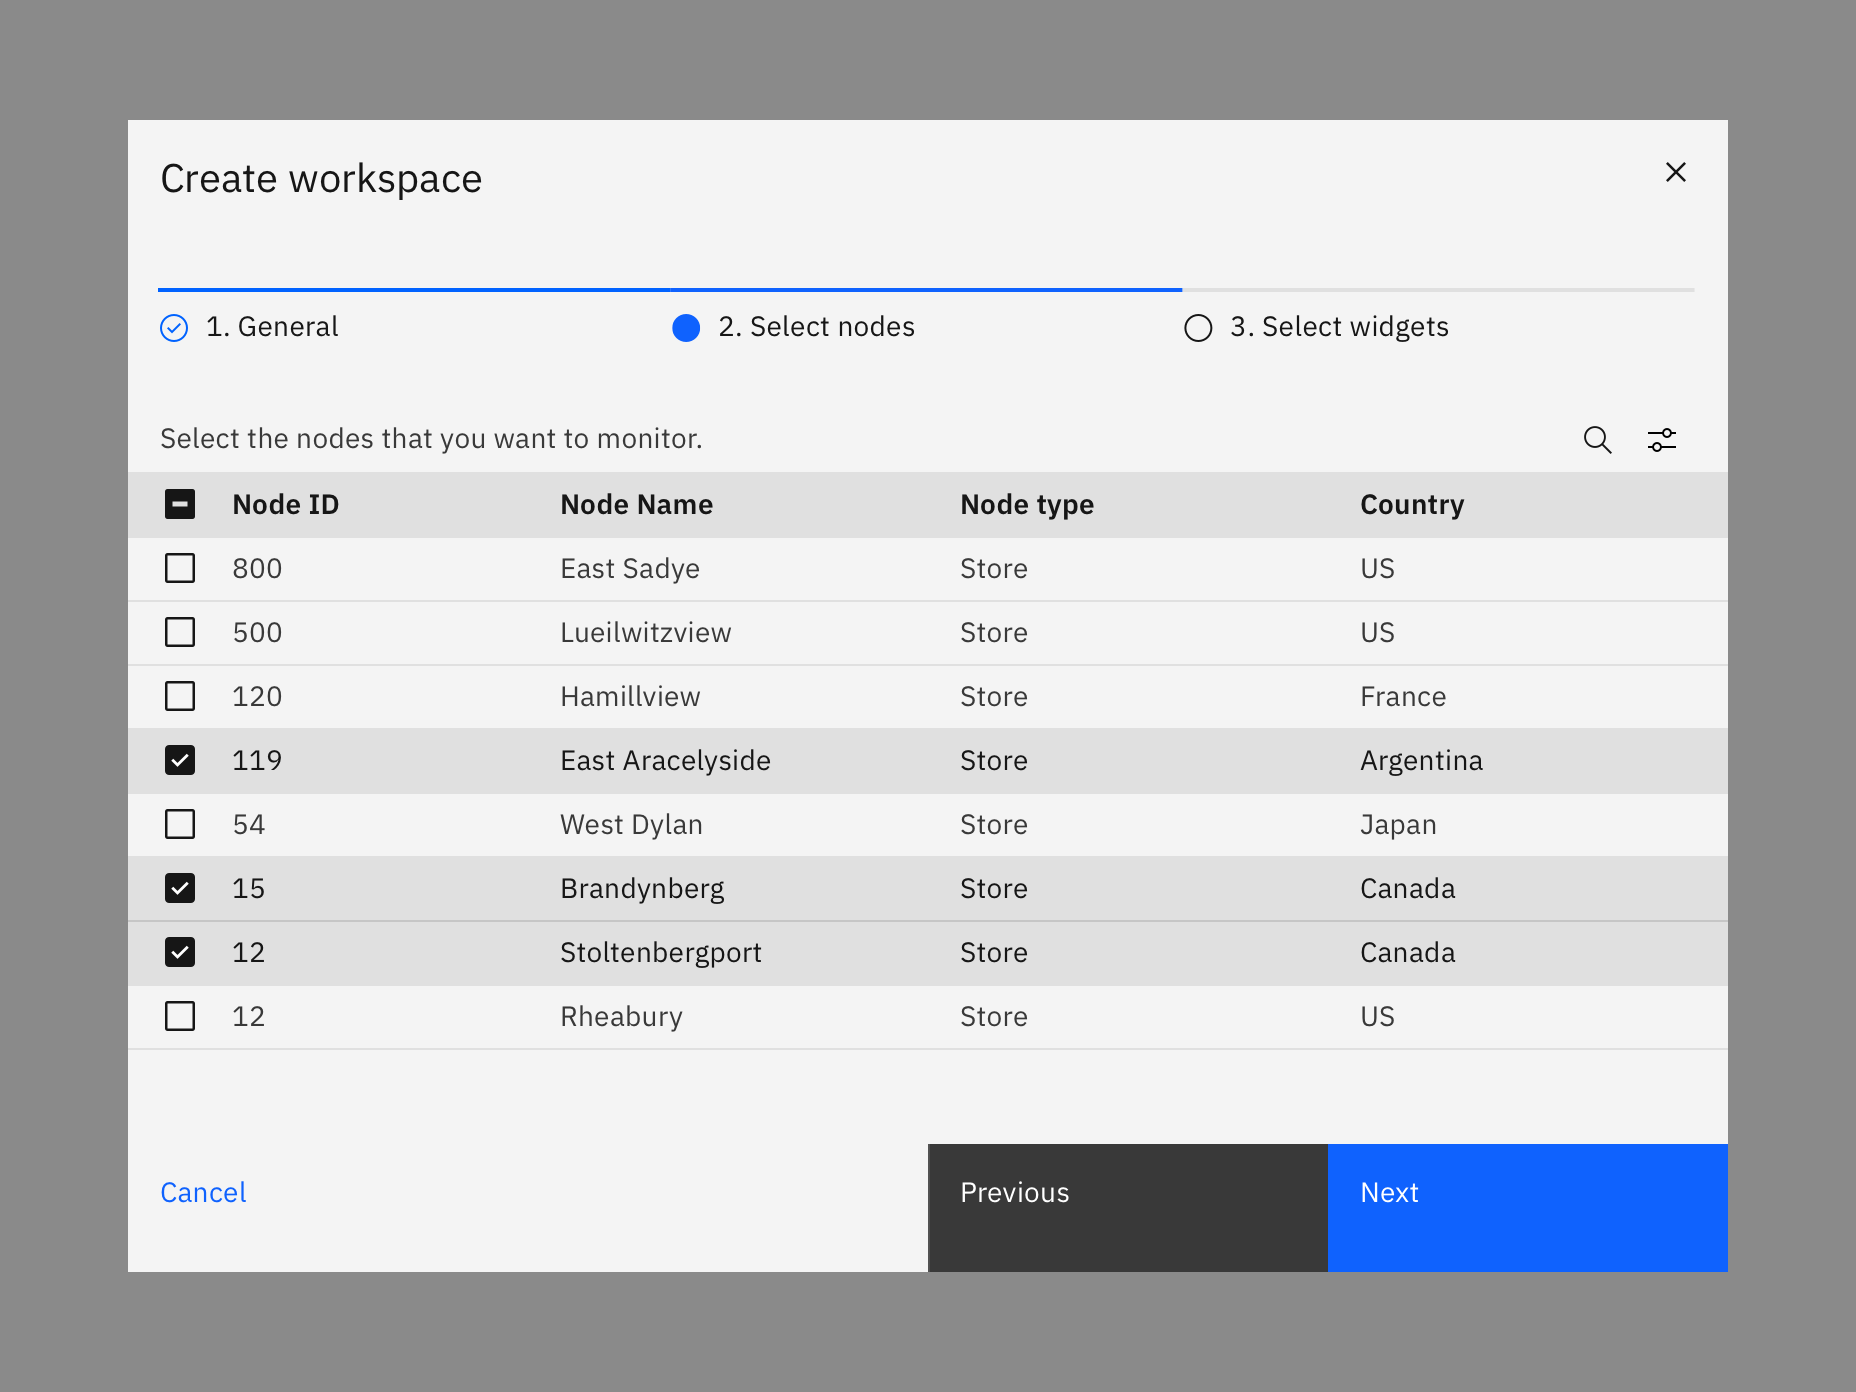 Create workspace
1. General 2. Select nodes 3. Select widgets
Select the nodes that you want to monitor.
Node ID Node Name Node type Country
800 East Sadye Store US
500 Lueilwitzview Store US
120 Hamillview Store France
119 East Aracelyside Store Argentina
54 West Dylan Store Japan
15 Brandynberg Store Canada
12 Stoltenbergport Store Canada
12 Rheabury Store US
Cancel Previous Next